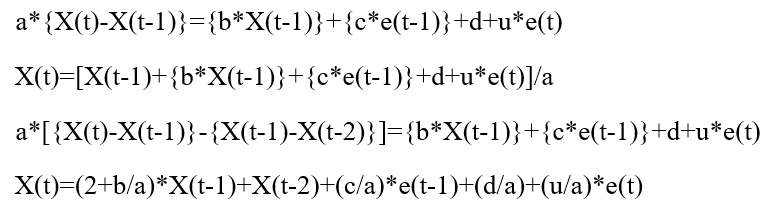 a*{X(t)-X(t-1)}={b*X(t-1)}+{c*e(t-1)}+d+u*e(t)
X(t)=[X(t-1)+{b*X(t-1)}+{c*e(t-1)}+d+u*e(t)]/a
a*[{X(t)-X(t-1)}-{X(t-1)-X(t-2)}]={b*X(t-1)}+{c*e(t-1)}+d+u*e(t)
X(t)=(2+b/a)*X(t-1)+X(t-2)+(c/a)*e(t-1)+(d/a)+(u/a)*e(t)